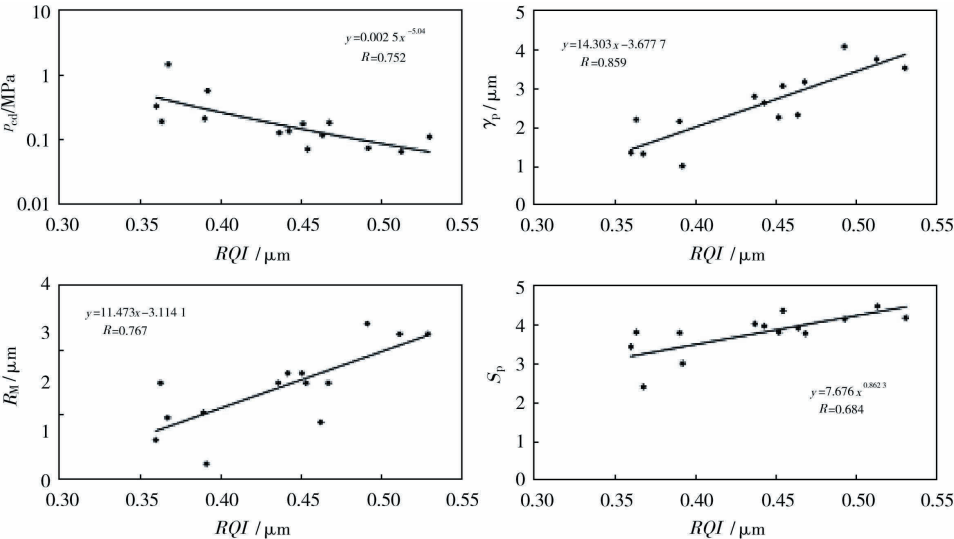 10
1
0.1
0.01
p_cd/MPa
y=0.002 5x^-5.04
R=0.752
0.30 0.35 0.40 0.45 0.50 0.55
RQI / μm
5
4
3
2
1
0
γ_p / μm
y=14.303x−3.677 7
R=0.859
0.30 0.35 0.40 0.45 0.50 0.55
RQI / μm
4
3
2
1
0
R_M / μm
y=11.473x−3.114 1
R=0.767
0.30 0.35 0.40 0.45 0.50 0.55
RQI / μm
5
4
3
2
1
0
S_p
y=7.676 x^0.862 3
R=0.684
0.30 0.35 0.40 0.45 0.50 0.55
RQI / μm